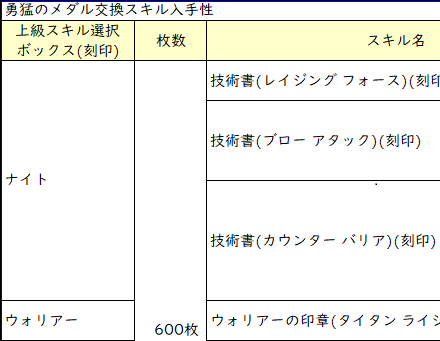 勇猛のメダル交換スキル入手性
上級スキル選択
ボックス(刻印)
枚数
スキル名
ナイト
技術書(レイジング フォース)(刻印
技術書(ブロー アタック)(刻印)
技術書(カウンター バリア)(刻印)
ウォリアー
600枚
ウォリアーの印章(タイタン ライジ